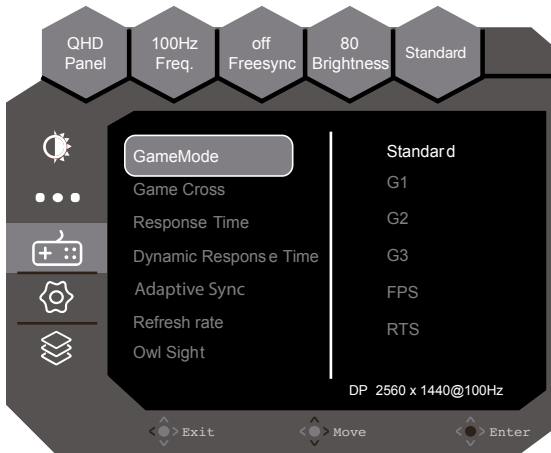 QHD
Panel
100Hz
Freq.
off
Freesync
80
Brightness
Standard
GameMode
Game Cross
Response Time
Dynamic Response Time
Adaptive Sync
Refresh rate
Owl Sight
Standard
G1
G2
G3
FPS
RTS
DP 2560 x 1440@100Hz
Exit
Move
Enter